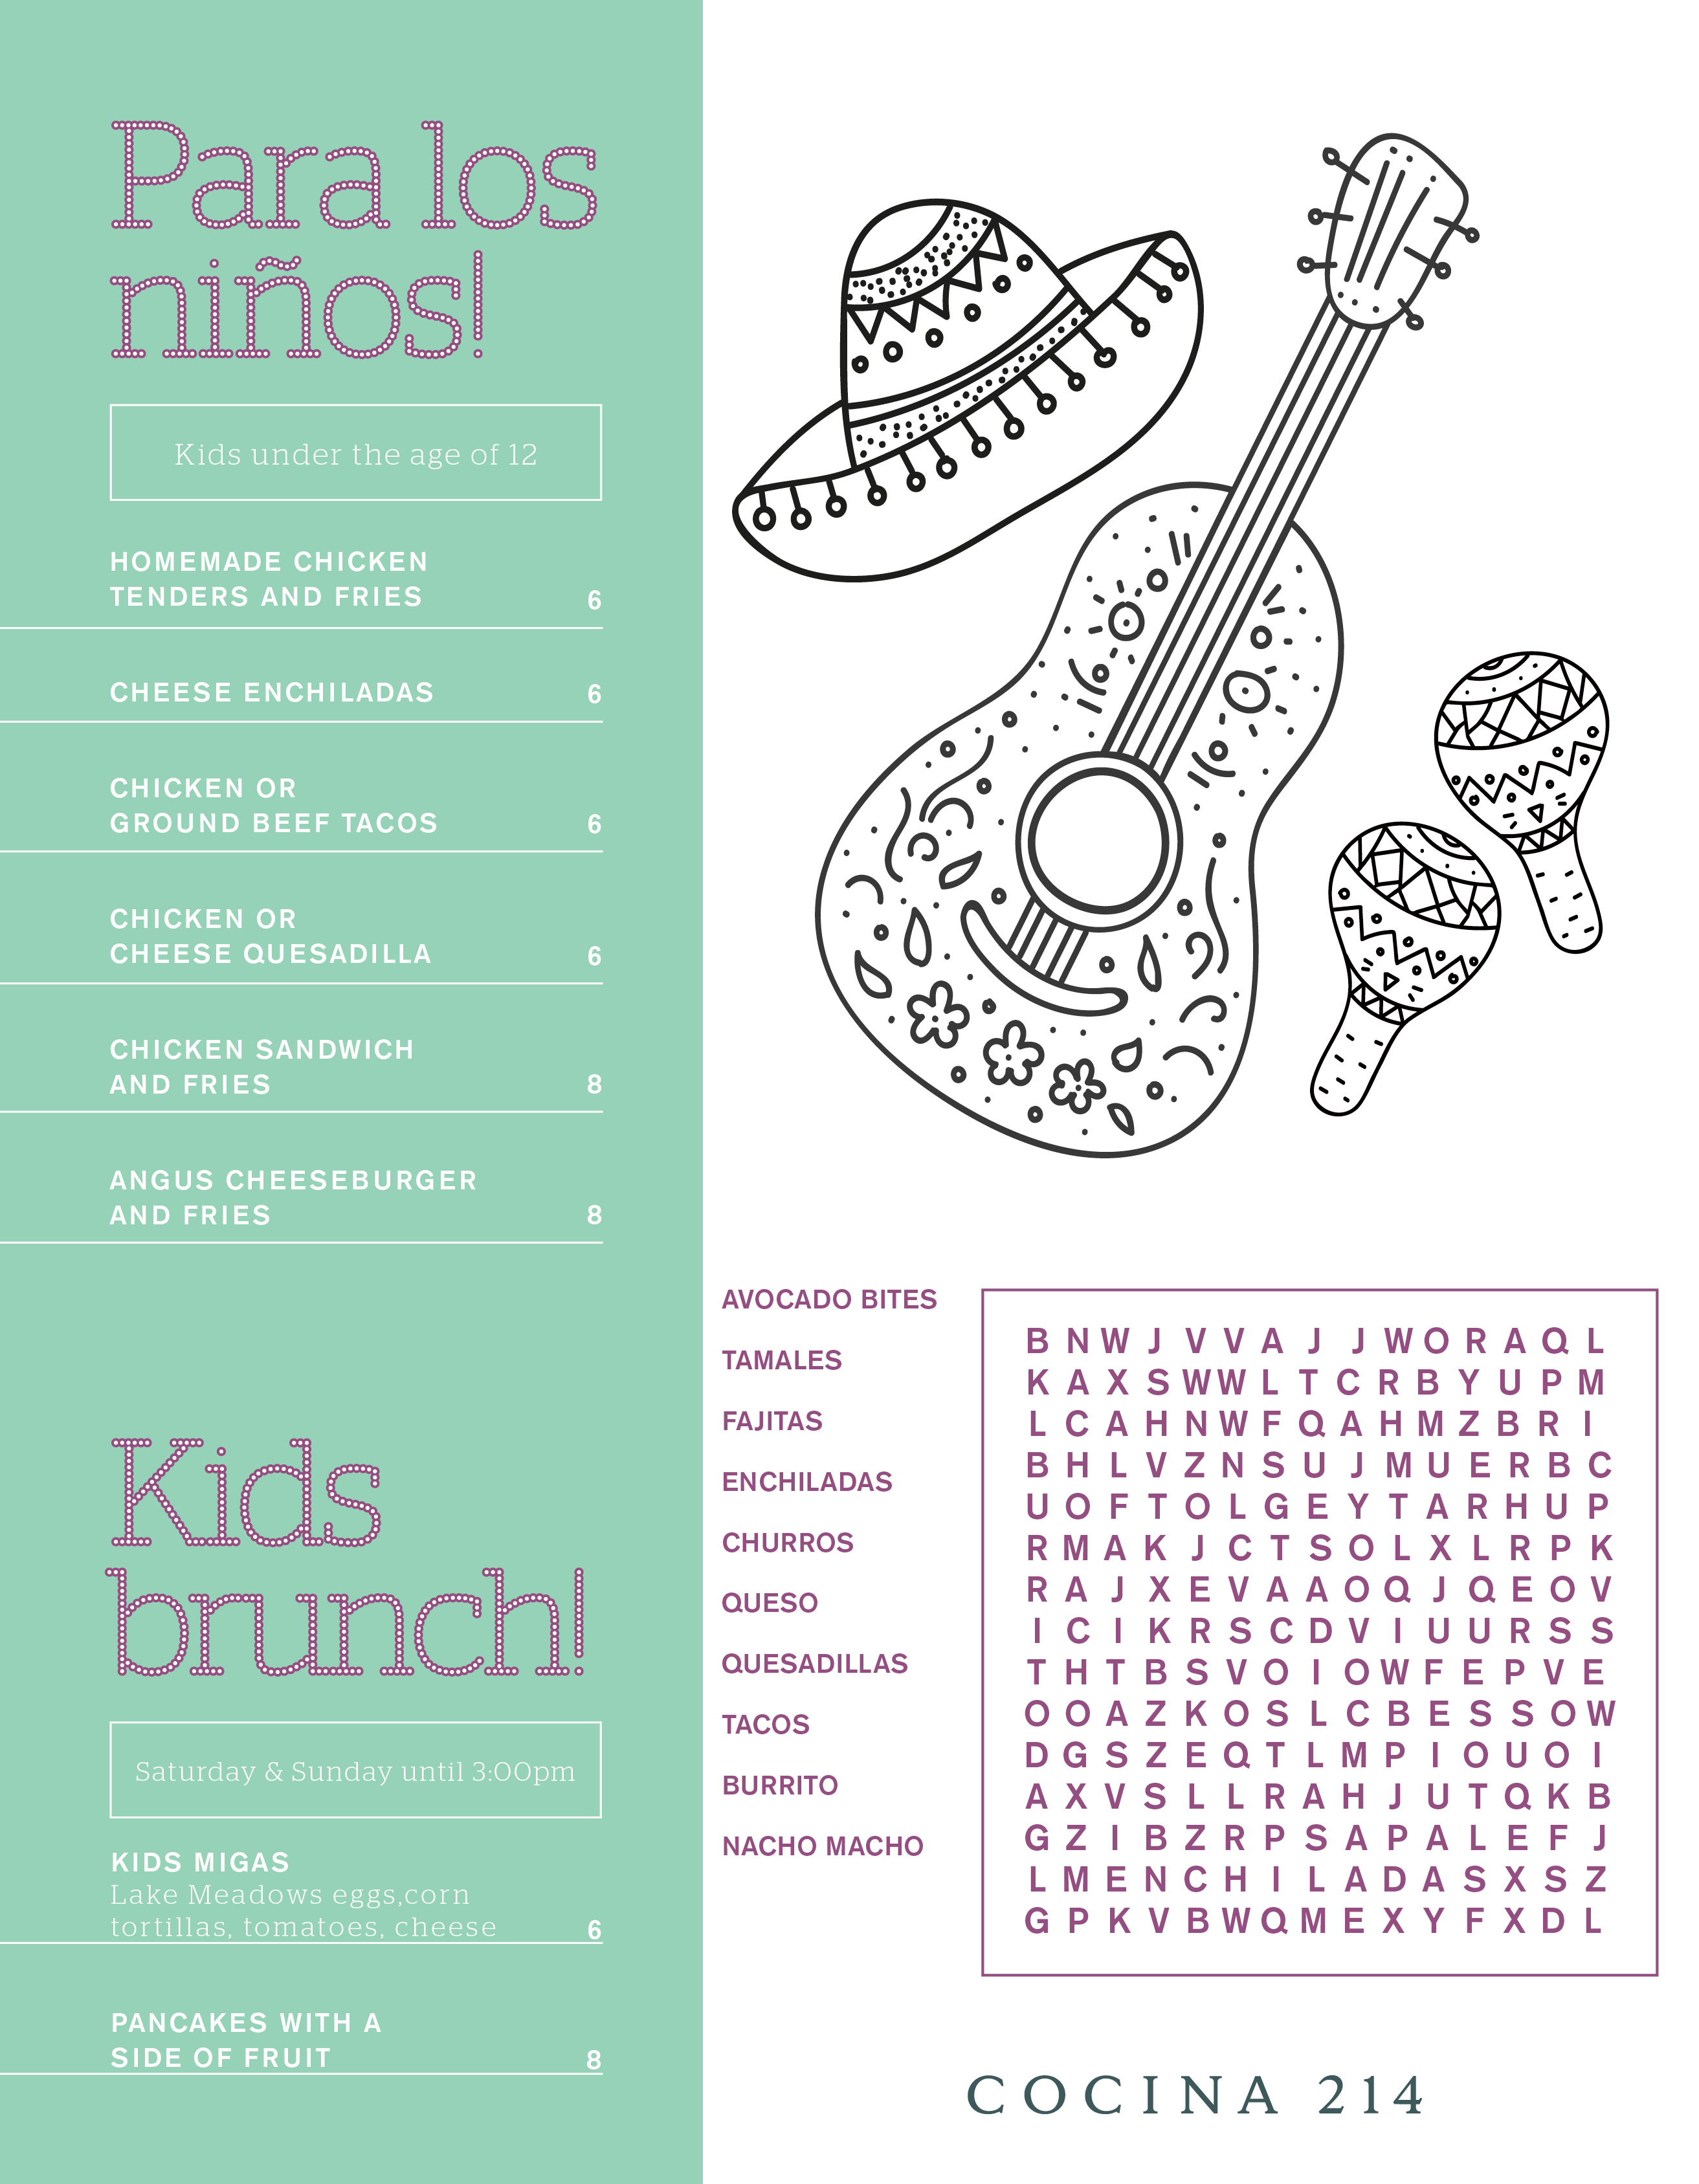 Para los
niños!
Kids under the age of 12
HOMEMADE CHICKEN
TENDERS AND FRIES 6
CHEESE ENCHILADAS 6
CHICKEN OR
GROUND BEEF TACOS 6
CHICKEN OR
CHEESE QUESADILLA 6
CHICKEN SANDWICH
AND FRIES 8
ANGUS CHEESEBURGER
AND FRIES 8
Kids
brunch!
Saturday & Sunday until 3:00pm
KIDS MIGAS
Lake Meadows eggs,corn
tortillas, tomatoes, cheese 6
PANCAKES WITH A
SIDE OF FRUIT 8
AVOCADO BITES
TAMALES
FAJITAS
ENCHILADAS
CHURROS
QUESO
QUESADILLAS
TACOS
BURRITO
NACHO MACHO
B N W J V V A J J W O R A Q L
K A X S W W L T C R B Y U P M
L C A H N W F Q A H M Z B R I
B H L V Z N S U J M U E R B C
U O F T O L G E Y T A R H U P
R M A K J C T S O L X L R P K
R A J X E V A A O Q J Q E O V
I C I K R S C D V I U U R S S
T H T B S V O I O W F E P V E
O O A Z K O S L C B E S S O W
D G S Z E Q T L M P I O U O I
A X V S L L R A H J U T Q K B
G Z I B Z R P S A P A L E F J
L M E N C H I L A D A S X S Z
G P K V B W Q M E X Y F X D L
COCINA 214